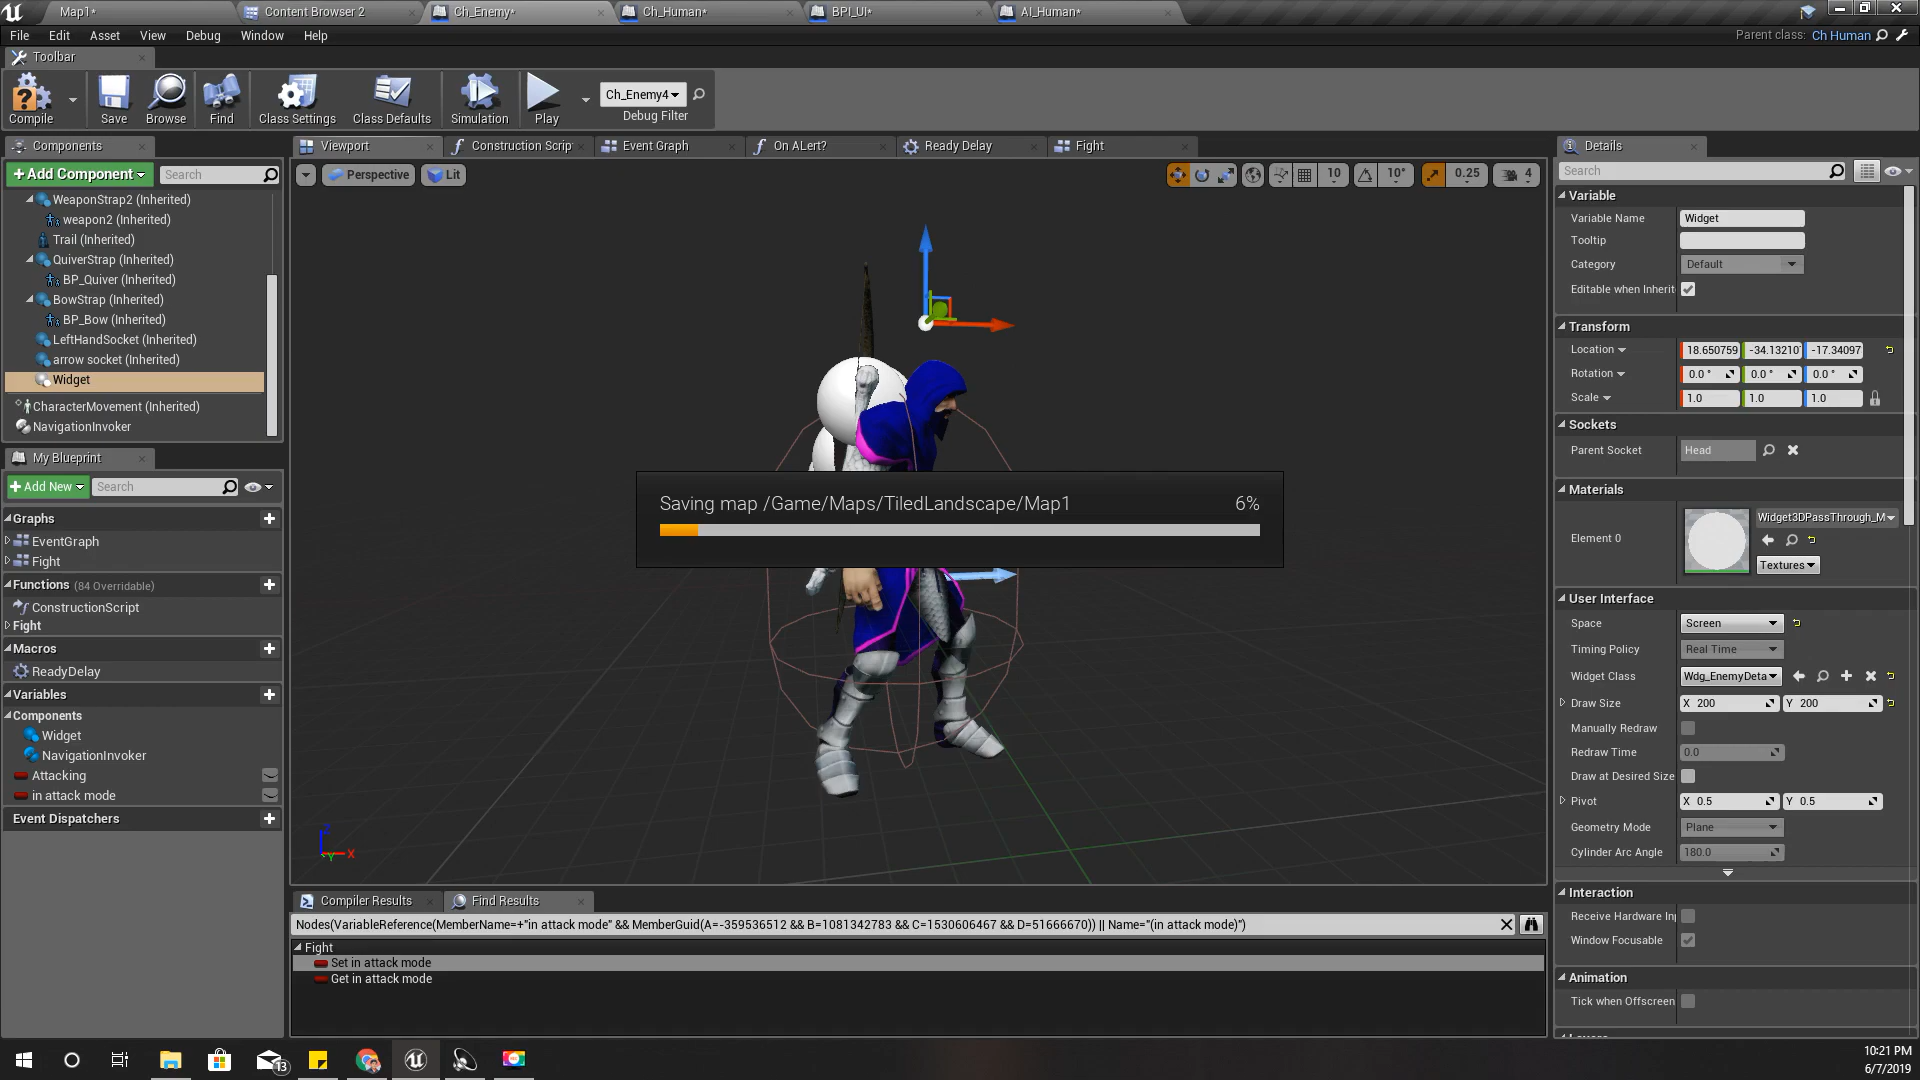 Map1*
Content Browser 2
Ch_Enemy*
Ch_Human*
BPI_UI*
AI_Human*
File Edit Asset View Debug Window Help
Parent class: Ch Human
Toolbar
Compile
Save
Browse
Find
Class Settings
Class Defaults
Simulation
Play
Ch_Enemy4
Debug Filter
Components
+Add Component
Search
WeaponStrap2 (Inherited)
weapon2 (Inherited)
Trail (Inherited)
QuiverStrap (Inherited)
BP_Quiver (Inherited)
BowStrap (Inherited)
BP_Bow (Inherited)
LeftHandSocket (Inherited)
arrow socket (Inherited)
Widget
CharacterMovement (Inherited)
NavigationInvoker
My Blueprint
+Add New
Search
Graphs
EventGraph
Fight
Functions (84 Overridable)
ConstructionScript
Fight
Macros
ReadyDelay
Variables
Components
Widget
NavigationInvoker
Attacking
in attack mode
Event Dispatchers
Viewport
Construction Scrip
Event Graph
On ALert?
Ready Delay
Fight
Perspective
Lit
10
10°
0.25
4
Saving map /Game/Maps/TiledLandscape/Map1 6%
Z
Y
X
Compiler Results
Find Results
Nodes(VariableReference(MemberName=+"in attack mode" && MemberGuid(A=-359536512 && B=1081342783 && C=1530606467 && D=51666670)) || Name="(in attack mode)")
Fight
Set in attack mode
Get in attack mode
Details
Search
Variable
Variable Name Widget
Tooltip
Category Default
Editable when Inherit
Transform
Location 18.650759 -34.13210 -17.34097
Rotation 0.0 ° 0.0 ° 0.0 °
Scale 1.0 1.0 1.0
Sockets
Parent Socket Head
Materials
Element 0
Widget3DPassThrough_M
Textures
User Interface
Space Screen
Timing Policy Real Time
Widget Class Wdg_EnemyDeta
Draw Size X 200 Y 200
Manually Redraw
Redraw Time 0.0
Draw at Desired Size
Pivot X 0.5 Y 0.5
Geometry Mode Plane
Cylinder Arc Angle 180.0
Interaction
Receive Hardware Inp
Window Focusable
Animation
Tick when Offscreen
13
10:21 PM
6/7/2019